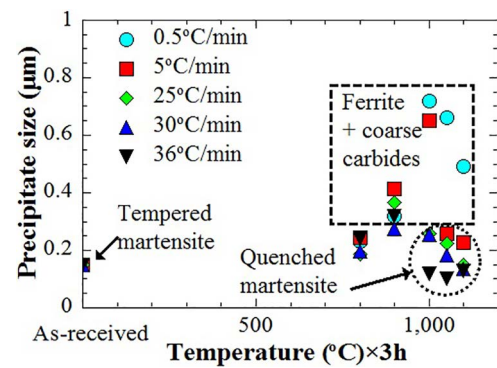 1
0.8
0.6
0.4
0.2
0
Precipitate size (µm)
0.5°C/min
5°C/min
25°C/min
30°C/min
36°C/min
Ferrite
+ coarse
carbides
Tempered
martensite
Quenched
martensite
As-received
500
1,000
Temperature (°C)×3h